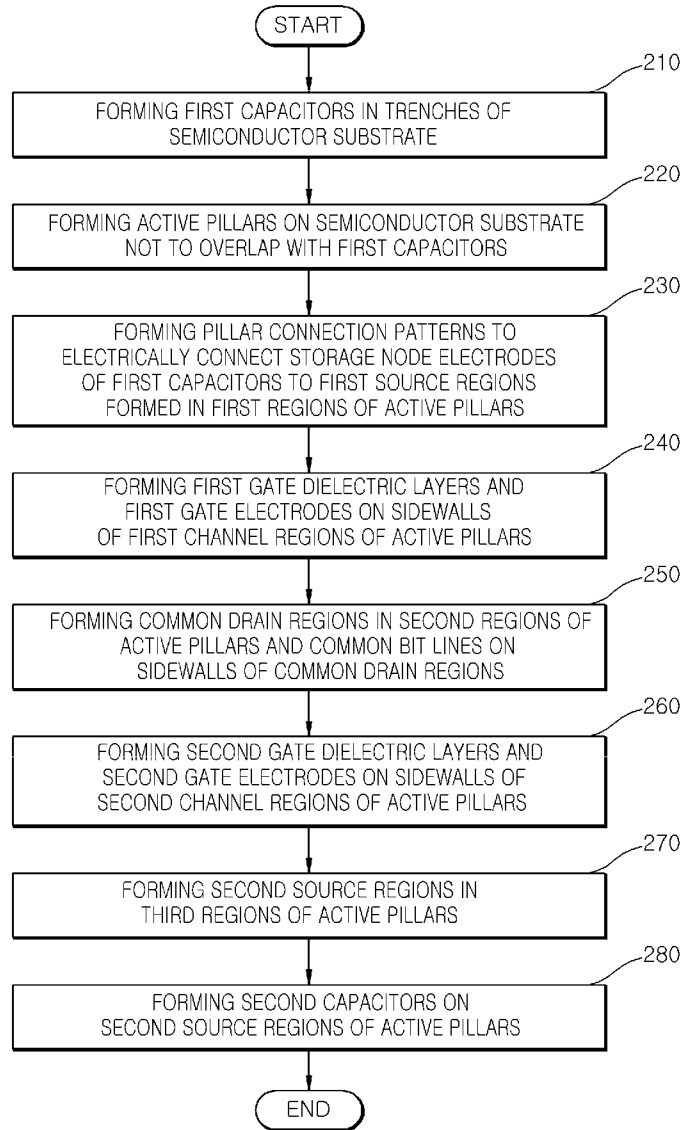 START
210
FORMING FIRST CAPACITORS IN TRENCHES OF
SEMICONDUCTOR SUBSTRATE
220
FORMING ACTIVE PILLARS ON SEMICONDUCTOR SUBSTRATE
NOT TO OVERLAP WITH FIRST CAPACITORS
230
FORMING PILLAR CONNECTION PATTERNS TO
ELECTRICALLY CONNECT STORAGE NODE ELECTRODES
OF FIRST CAPACITORS TO FIRST SOURCE REGIONS
FORMED IN FIRST REGIONS OF ACTIVE PILLARS
240
FORMING FIRST GATE DIELECTRIC LAYERS AND
FIRST GATE ELECTRODES ON SIDEWALLS
OF FIRST CHANNEL REGIONS OF ACTIVE PILLARS
250
FORMING COMMON DRAIN REGIONS IN SECOND REGIONS OF
ACTIVE PILLARS AND COMMON BIT LINES ON
SIDEWALLS OF COMMON DRAIN REGIONS
260
FORMING SECOND GATE DIELECTRIC LAYERS AND
SECOND GATE ELECTRODES ON SIDEWALLS OF
SECOND CHANNEL REGIONS OF ACTIVE PILLARS
270
FORMING SECOND SOURCE REGIONS IN
THIRD REGIONS OF ACTIVE PILLARS
280
FORMING SECOND CAPACITORS ON
SECOND SOURCE REGIONS OF ACTIVE PILLARS
END